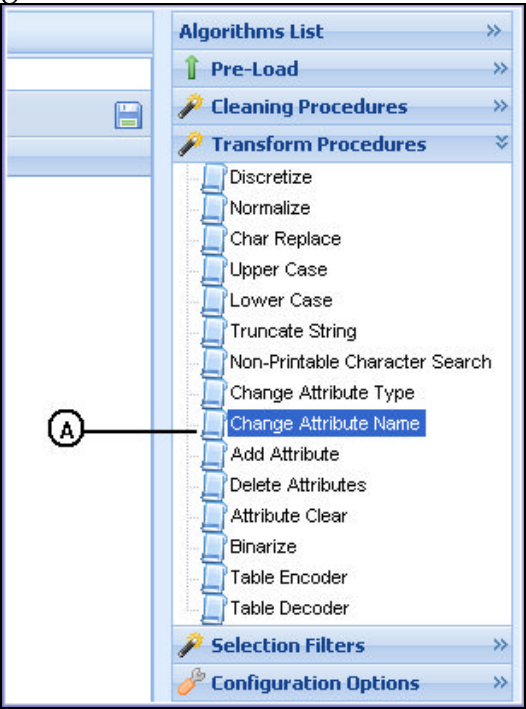 Algorithms List
Pre-Load
Cleaning Procedures
Transform Procedures
Discretize
Normalize
Char Replace
Upper Case
Lower Case
Truncate String
Non-Printable Character Search
Change Attribute Type
A
Change Attribute Name
Add Attribute
Delete Attributes
Attribute Clear
Binarize
Table Encoder
Table Decoder
Selection Filters
Configuration Options